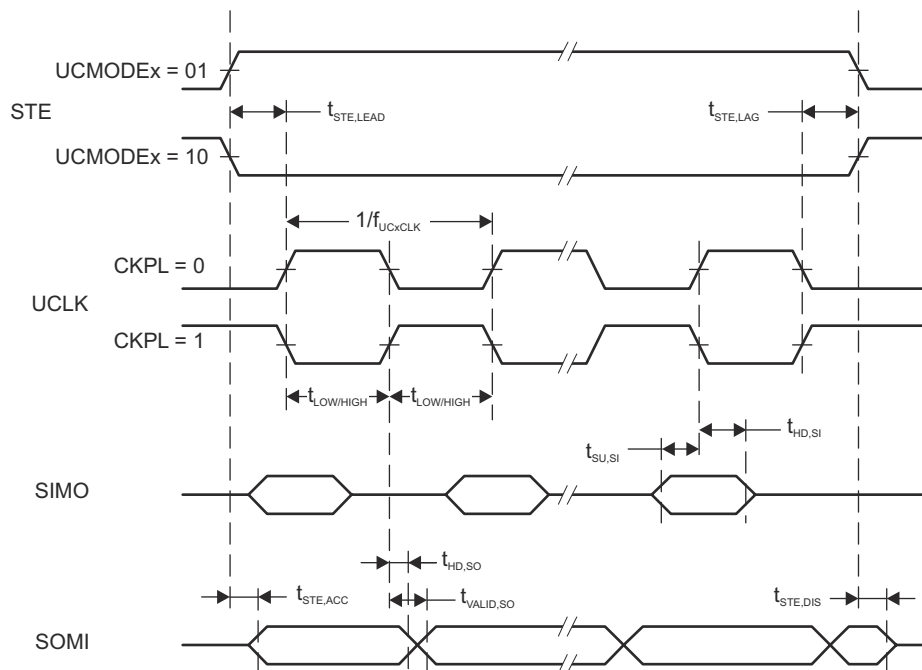 UCMODEx = 01
STE
tSTE,LEAD
tSTE,LAG
UCMODEx = 10
1/fUCxCLK
CKPL = 0
UCLK
CKPL = 1
tLOW/HIGH tLOW/HIGH
tHD,SI
tSU,SI
SIMO
tHD,SO
tSTE,ACC
tVALID,SO
tSTE,DIS
SOMI